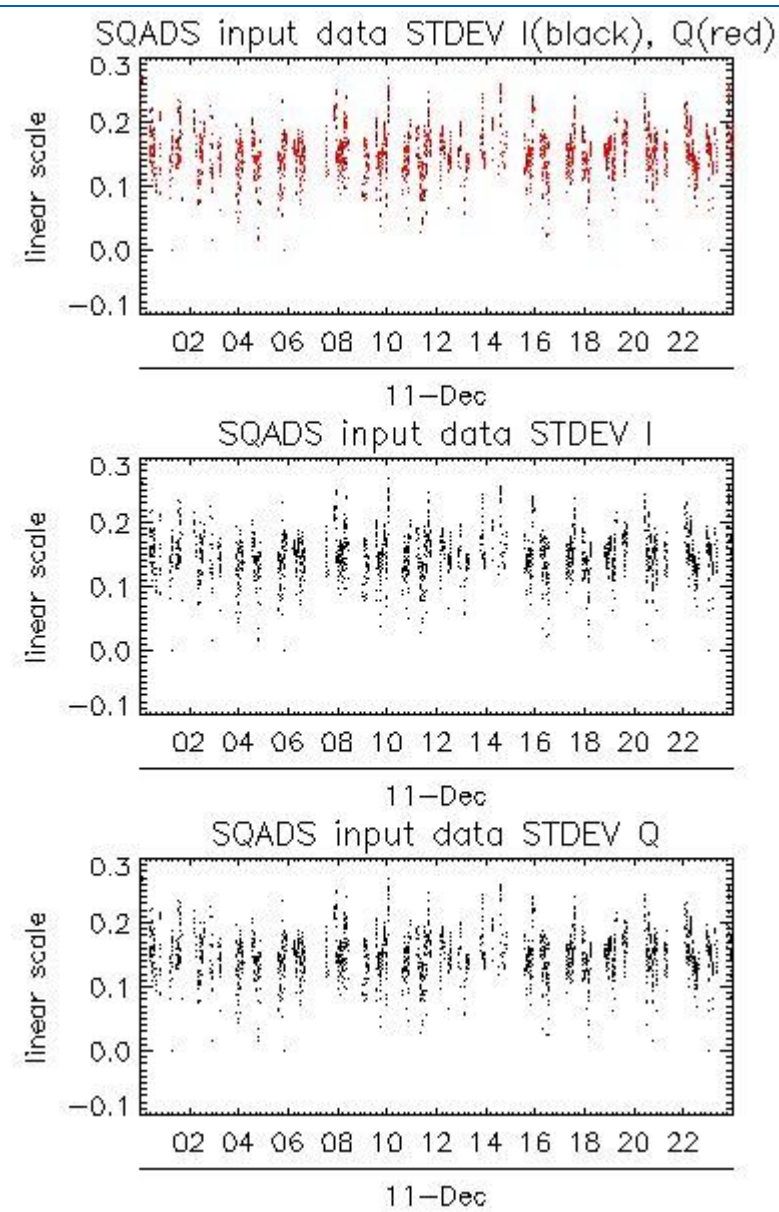 SQADS input data STDEV I(black), Q(red)
0.3
0.2
0.1
0.0
−0.1
linear scale
02 04 06 08 10 12 14 16 18 20 22
11−Dec
SQADS input data STDEV I
0.3
0.2
0.1
0.0
−0.1
linear scale
02 04 06 08 10 12 14 16 18 20 22
11−Dec
SQADS input data STDEV Q
0.3
0.2
0.1
0.0
−0.1
linear scale
02 04 06 08 10 12 14 16 18 20 22
11−Dec